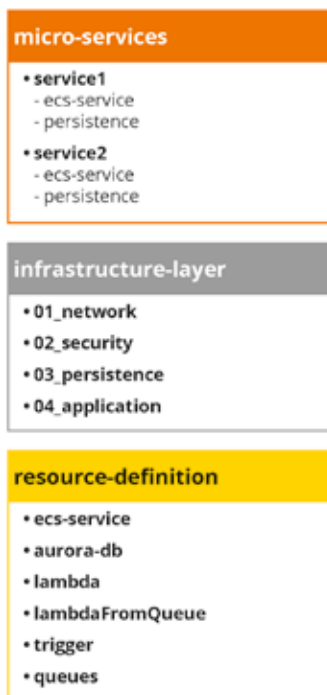 micro-services
• service1
- ecs-service
- persistence
• service2
- ecs-service
- persistence
infrastructure-layer
• 01_network
• 02_security
• 03_persistence
• 04_application
resource-definition
• ecs-service
• aurora-db
• lambda
• lambdaFromQueue
• trigger
• queues